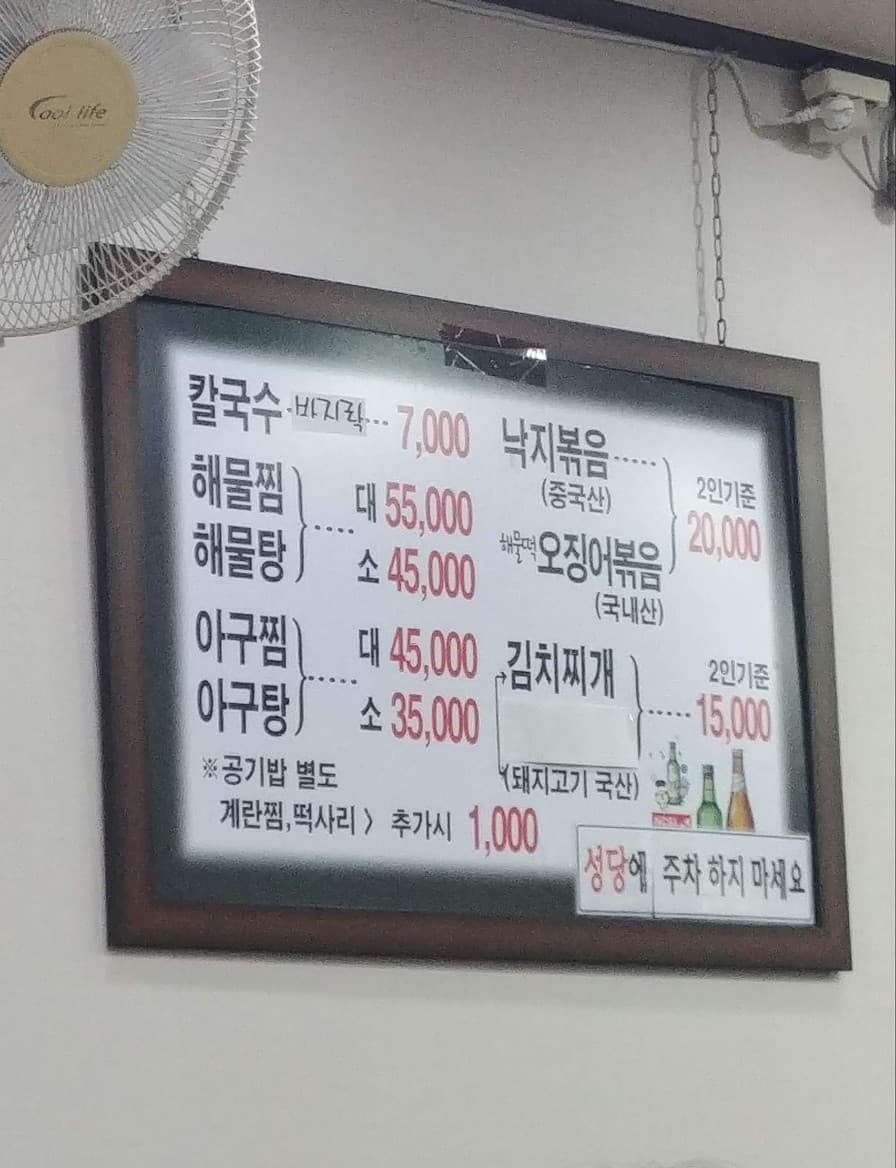 Cool life
칼국수 바지락 ... 7,000
해물찜
해물탕
..... 대 55,000
소 45,000
아구찜
아구탕
...... 대 45,000
소 35,000
※공기밥 별도
계란찜,떡사리 > 추가시 1,000
낙지볶음 .....
(중국산)
해물떡 오징어볶음
(국내산)
2인기준
20,000
김치찌개
(돼지고기 국산)
2인기준
..... 15,000
성당에 주차 하지 마세요